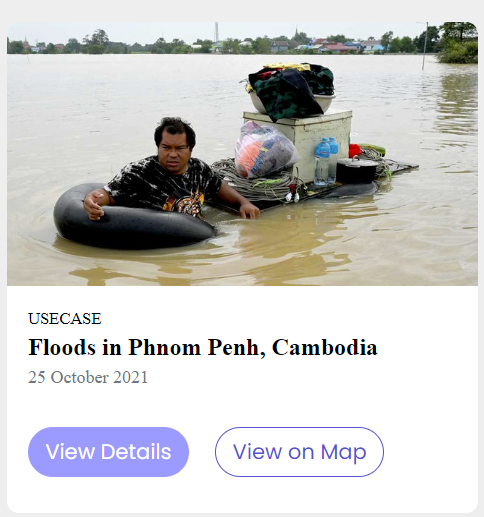 USECASE
Floods in Phnom Penh, Cambodia
25 October 2021
View Details
View on Map